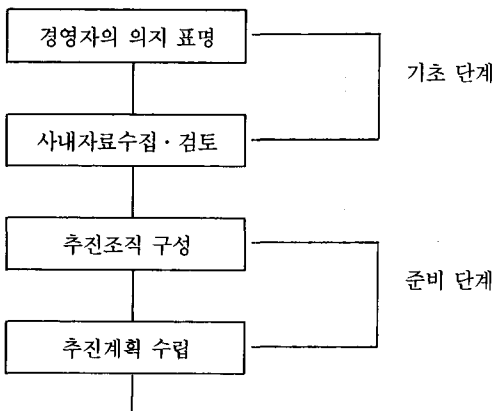 경영자의 의지 표명
기초 단계
사내자료수집 · 검토
추진조직 구성
준비 단계
추진계획 수립